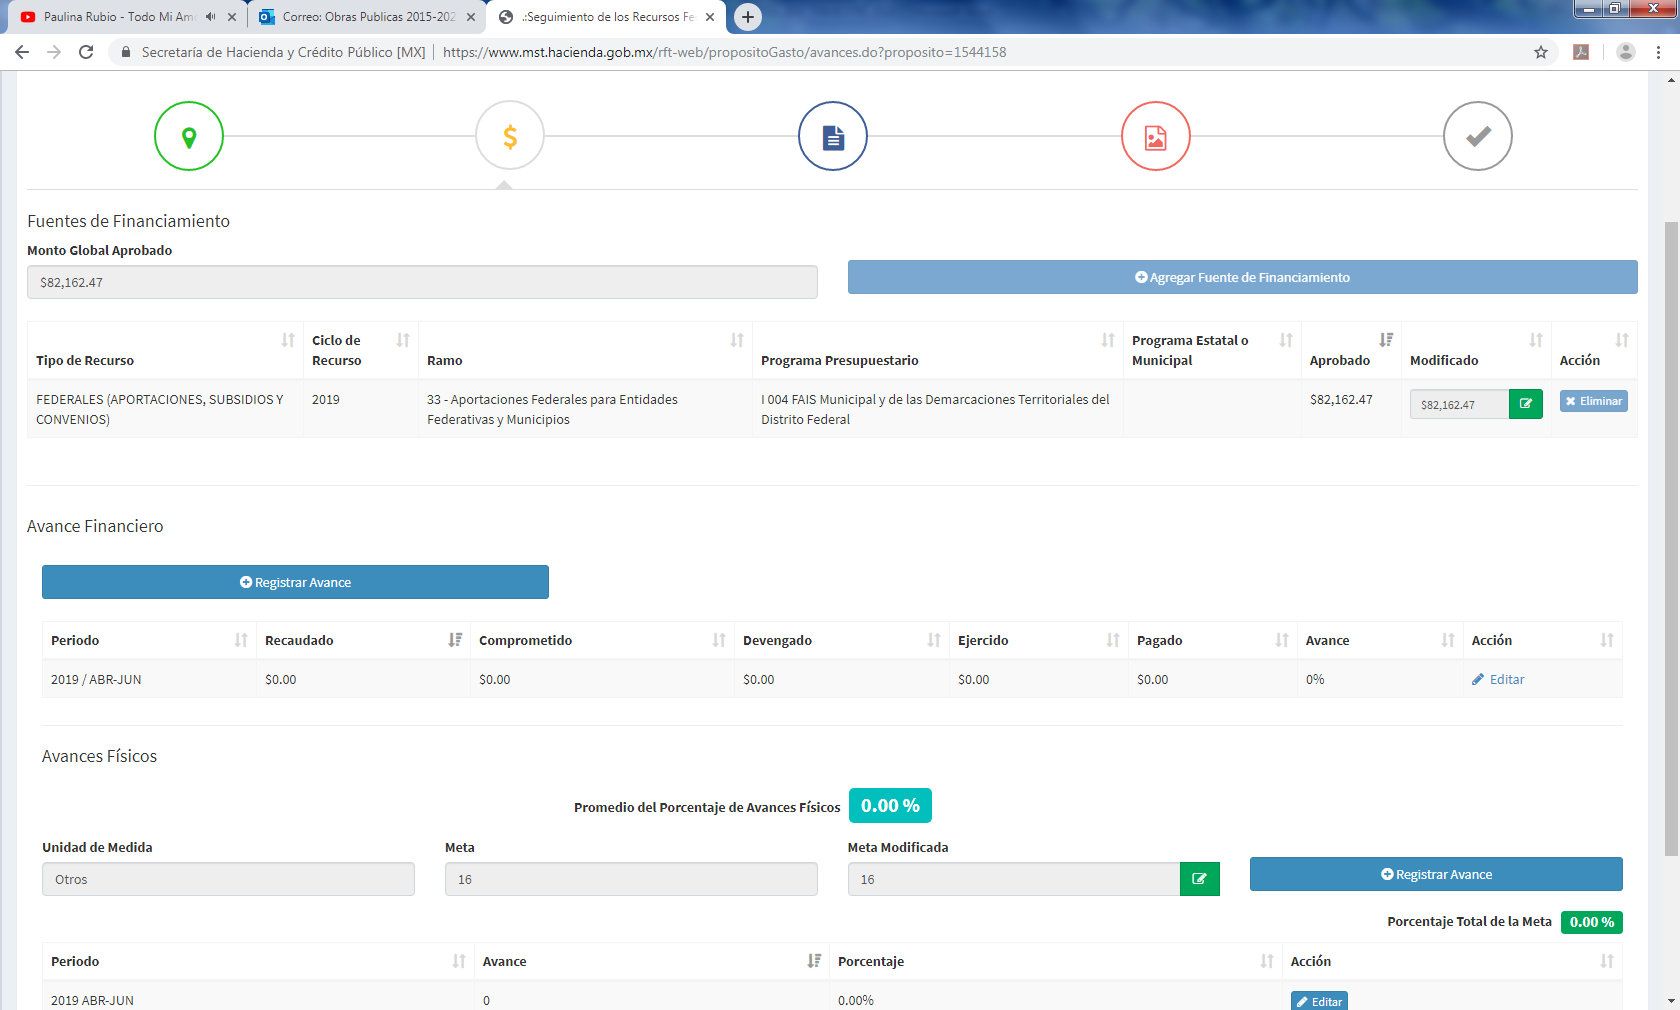 Paulina Rubio - Todo Mi Am
Correo: Obras Publicas 2015-202
.:Seguimiento de los Recursos Fe
Secretaría de Hacienda y Crédito Público [MX] | https://www.mst.hacienda.gob.mx/rft-web/propositoGasto/avances.do?proposito=1544158
$
Fuentes de Financiamiento
Monto Global Aprobado
$82,162.47
Agregar Fuente de Financiamiento
Tipo de Recurso Ciclo de Recurso Ramo Programa Presupuestario Programa Estatal o Municipal Aprobado Modificado Acción
FEDERALES (APORTACIONES, SUBSIDIOS Y 2019 33 - Aportaciones Federales para Entidades I 004 FAIS Municipal y de las Demarcaciones Territoriales del $82,162.47 $82,162.47 Eliminar
CONVENIOS) Federativas y Municipios Distrito Federal
Avance Financiero
Registrar Avance
Periodo Recaudado Comprometido Devengado Ejercido Pagado Avance Acción
2019 / ABR-JUN $0.00 $0.00 $0.00 $0.00 $0.00 0% Editar
Avances Físicos
Promedio del Porcentaje de Avances Físicos 0.00 %
Unidad de Medida Meta Meta Modificada
Otros 16 16 Registrar Avance
Porcentaje Total de la Meta 0.00 %
Periodo Avance Porcentaje Acción
2019 ABR-JUN 0 0.00% Editar